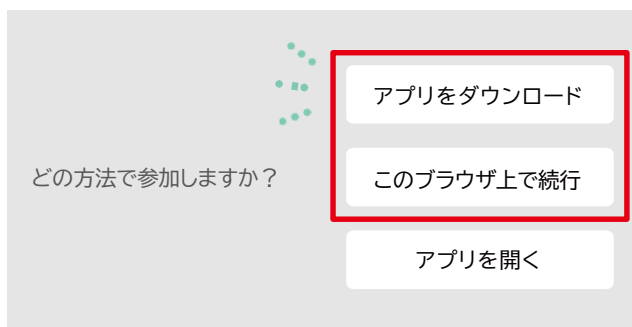 アプリをダウンロード
どの方法で参加しますか？
このブラウザ上で続行
アプリを開く